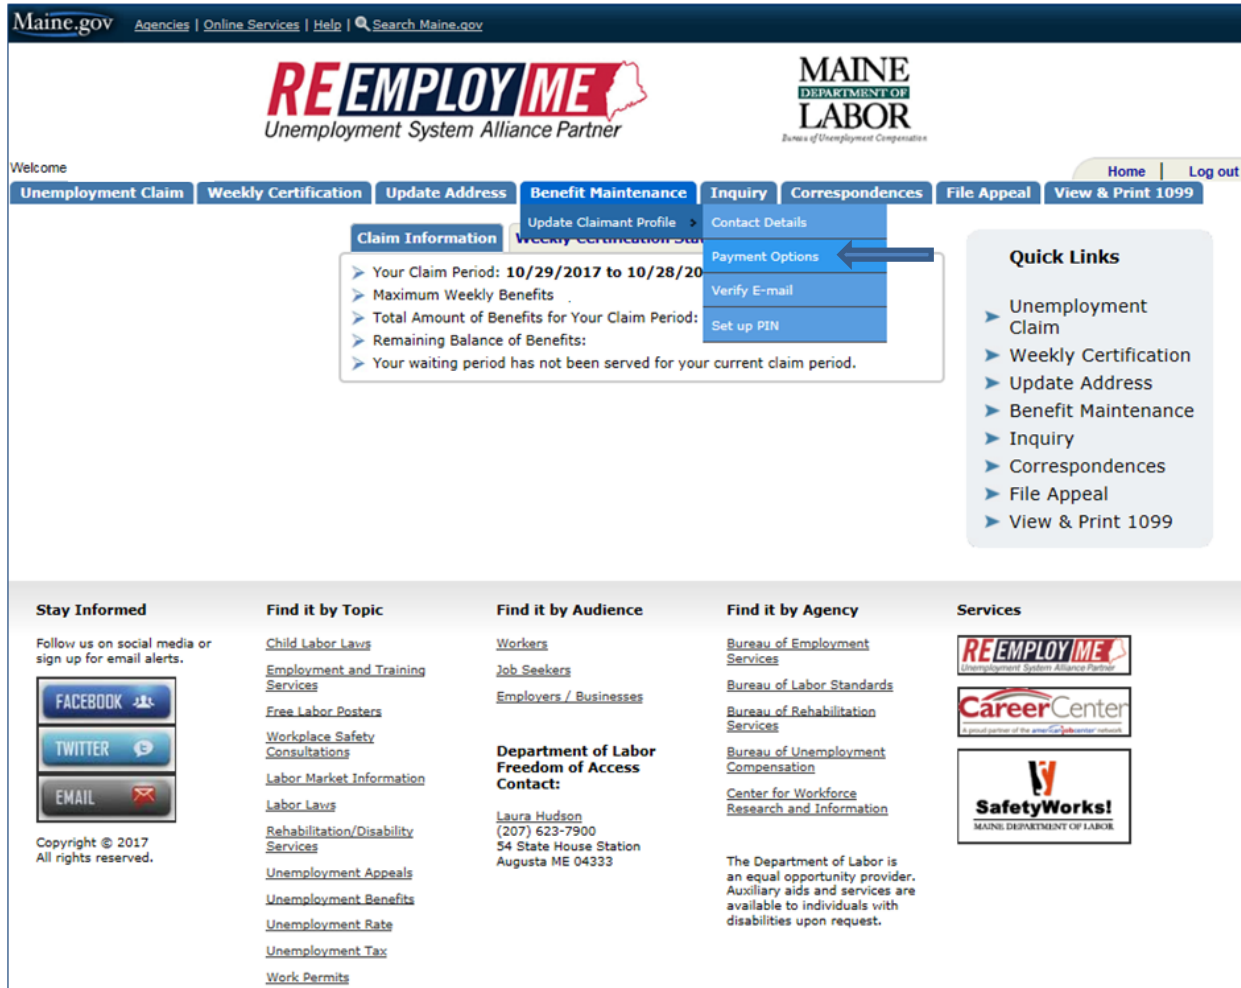 Maine.gov Agencies | Online Services | Help | Search Maine.gov
REEMPLOYME
Unemployment System Alliance Partner
MAINE
DEPARTMENT OF
LABOR
Bureau of Unemployment Compensation
Welcome
Home | Log out
Unemployment Claim Weekly Certification Update Address Benefit Maintenance Inquiry Correspondences File Appeal View & Print 1099
Update Claimant Profile
Contact Details
Payment Options
Verify E-mail
Set up PIN
Claim Information Weekly Certification Sta
Your Claim Period: 10/29/2017 to 10/28/20
Maximum Weekly Benefits
Total Amount of Benefits for Your Claim Period:
Remaining Balance of Benefits:
Your waiting period has not been served for your current claim period.
Quick Links
Unemployment
Claim
Weekly Certification
Update Address
Benefit Maintenance
Inquiry
Correspondences
File Appeal
View & Print 1099
Stay Informed
Follow us on social media or
sign up for email alerts.
FACEBOOK
TWITTER
EMAIL
Copyright © 2017
All rights reserved.
Find it by Topic
Child Labor Laws
Employment and Training
Services
Free Labor Posters
Workplace Safety
Consultations
Labor Market Information
Labor Laws
Rehabilitation/Disability
Services
Unemployment Appeals
Unemployment Benefits
Unemployment Rate
Unemployment Tax
Work Permits
Find it by Audience
Workers
Job Seekers
Employers / Businesses
Department of Labor
Freedom of Access
Contact:
Laura Hudson
(207) 623-7900
54 State House Station
Augusta ME 04333
Find it by Agency
Bureau of Employment
Services
Bureau of Labor Standards
Bureau of Rehabilitation
Services
Bureau of Unemployment
Compensation
Center for Workforce
Research and Information
The Department of Labor is
an equal opportunity provider.
Auxiliary aids and services are
available to individuals with
disabilities upon request.
Services
REEMPLOYME
Unemployment System Alliance Partner
CareerCenter
A proud partner of the americanjobcenter network
SafetyWorks!
MAINE DEPARTMENT OF LABOR